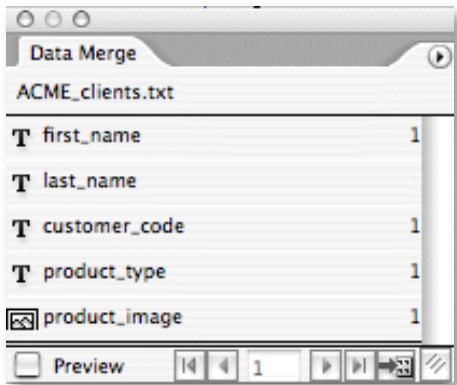 Data Merge
ACME_clients.txt
T first_name 1
T last_name
T customer_code 1
T product_type 1
product_image 1
Preview 1